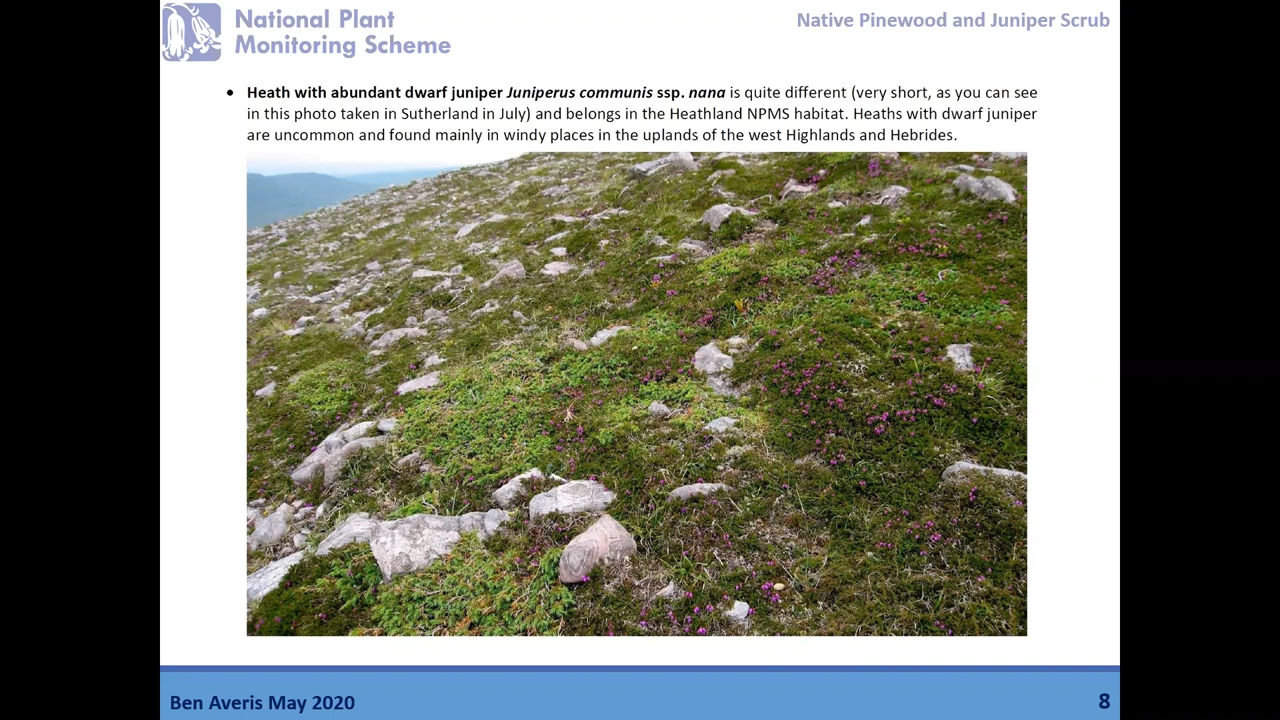 National Plant
Monitoring Scheme
Native Pinewood and Juniper Scrub
• Heath with abundant dwarf juniper Juniperus communis ssp. nana is quite different (very short, as you can see
in this photo taken in Sutherland in July) and belongs in the Heathland NPMS habitat. Heaths with dwarf juniper
are uncommon and found mainly in windy places in the uplands of the west Highlands and Hebrides.
Ben Averis May 2020
8